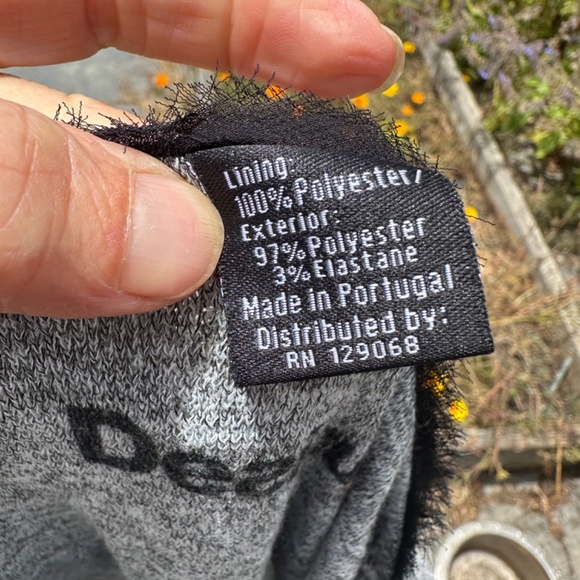 Lining:
100% Polyester/
Exterior:
97% Polyester
3% Elastane
Made in Portugal
Distributed by:
RN 129068